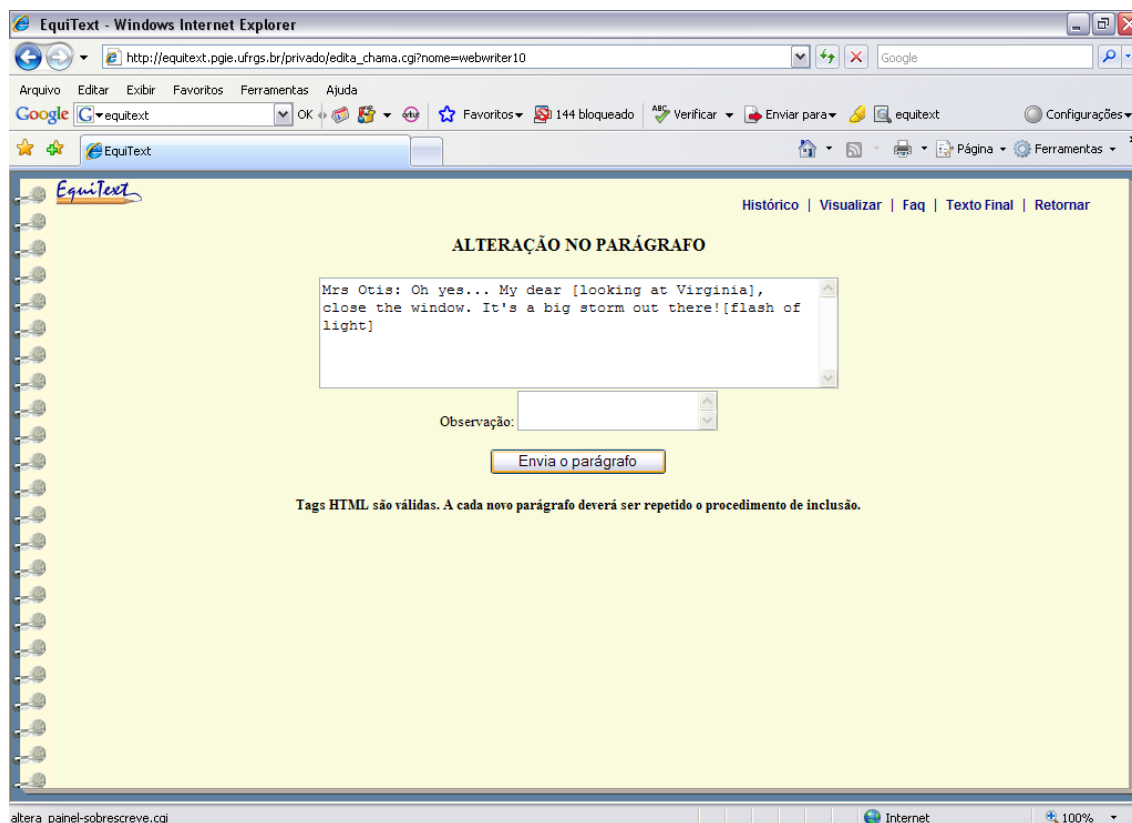 EquiText - Windows Internet Explorer
http://equitext.pgie.ufrgs.br/privado/edita_chama.cgi?nome=webwriter10
Google
Arquivo Editar Exibir Favoritos Ferramentas Ajuda
Google G equitext OK Favoritos 144 bloqueado ABC Verificar Enviar para equitext Configurações
EquiText Página Ferramentas
EquiText
Histórico | Visualizar | Faq | Texto Final | Retornar
ALTERAÇÃO NO PARÁGRAFO
Mrs Otis: Oh yes... My dear [looking at Virginia],
close the window. It's a big storm out there![flash of
light]
Observação:
Envia o parágrafo
Tags HTML são válidas. A cada novo parágrafo deverá ser repetido o procedimento de inclusão.
altera_painel-sobrescreve.cgi Internet 100%